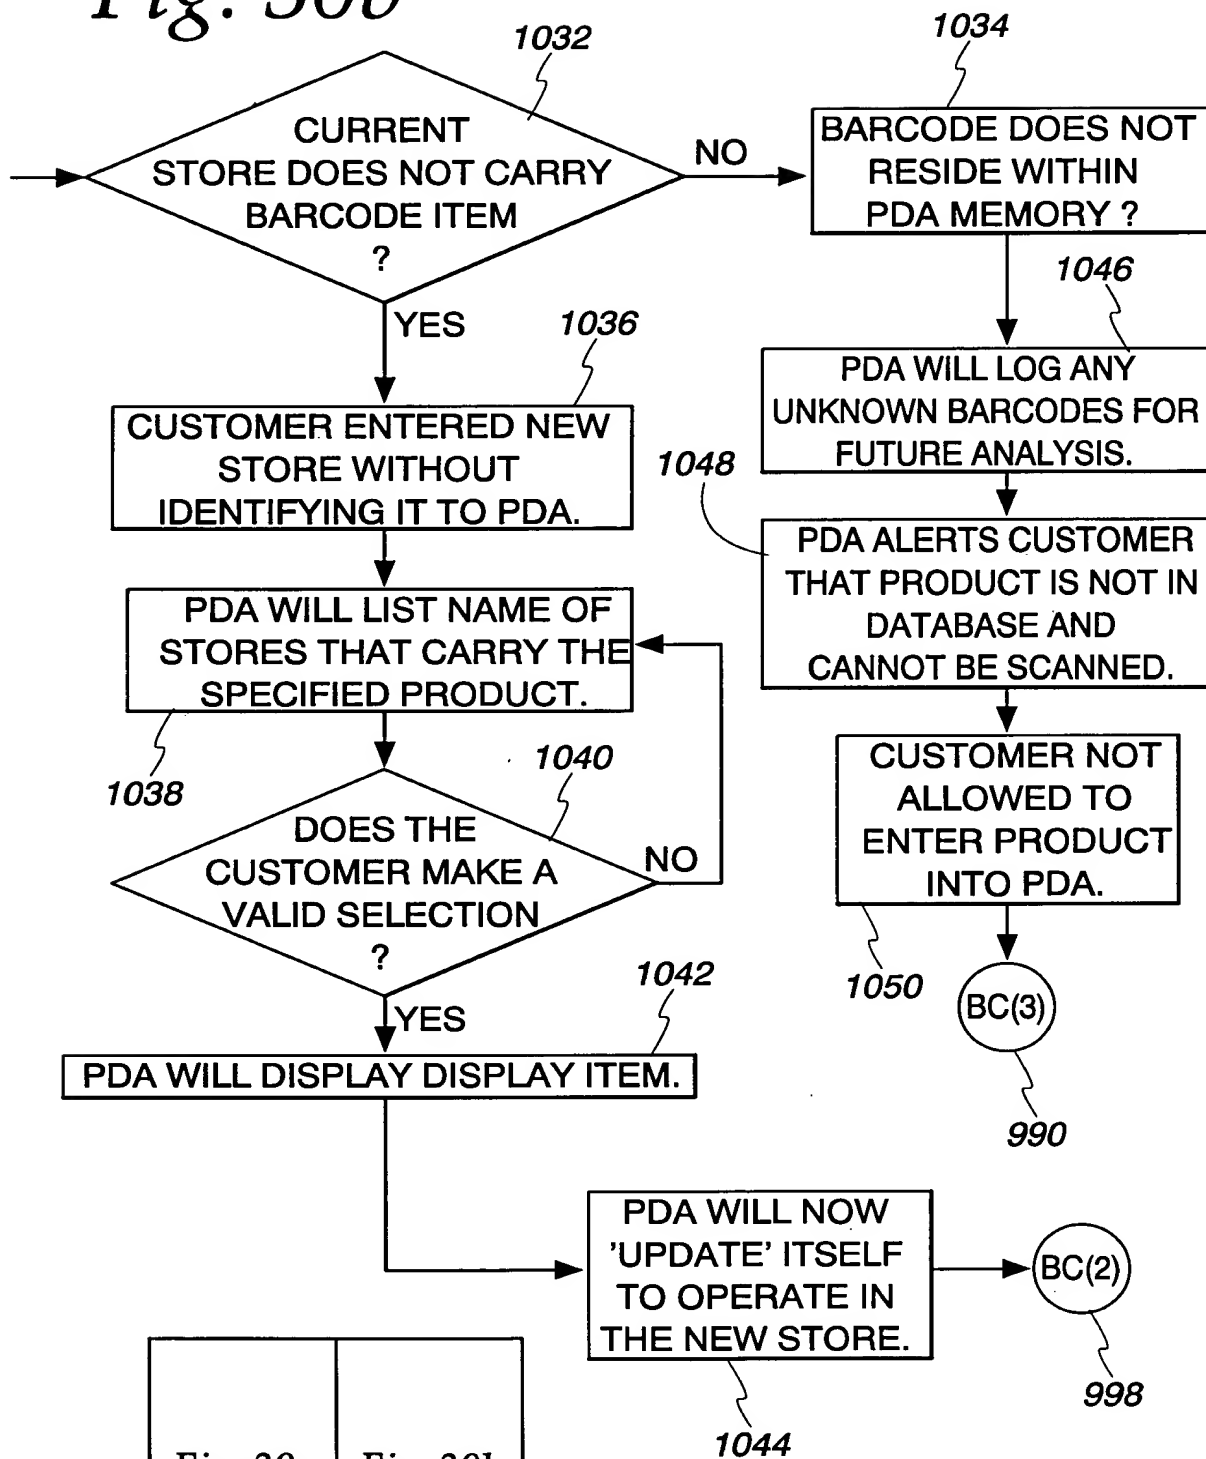 Fig. 30b
1032
CURRENT
STORE DOES NOT CARRY
BARCODE ITEM
?
NO
YES
1034
BARCODE DOES NOT
RESIDE WITHIN
PDA MEMORY ?
1036
CUSTOMER ENTERED NEW
STORE WITHOUT
IDENTIFYING IT TO PDA.
1046
PDA WILL LOG ANY
UNKNOWN BARCODES FOR
FUTURE ANALYSIS.
1048
PDA ALERTS CUSTOMER
THAT PRODUCT IS NOT IN
DATABASE AND
CANNOT BE SCANNED.
PDA WILL LIST NAME OF
STORES THAT CARRY THE
SPECIFIED PRODUCT.
1038
1040
DOES THE
CUSTOMER MAKE A
VALID SELECTION
?
NO
YES
CUSTOMER NOT
ALLOWED TO
ENTER PRODUCT
INTO PDA.
1050
BC(3)
990
1042
PDA WILL DISPLAY DISPLAY ITEM.
PDA WILL NOW
'UPDATE' ITSELF
TO OPERATE IN
THE NEW STORE.
1044
BC(2)
998